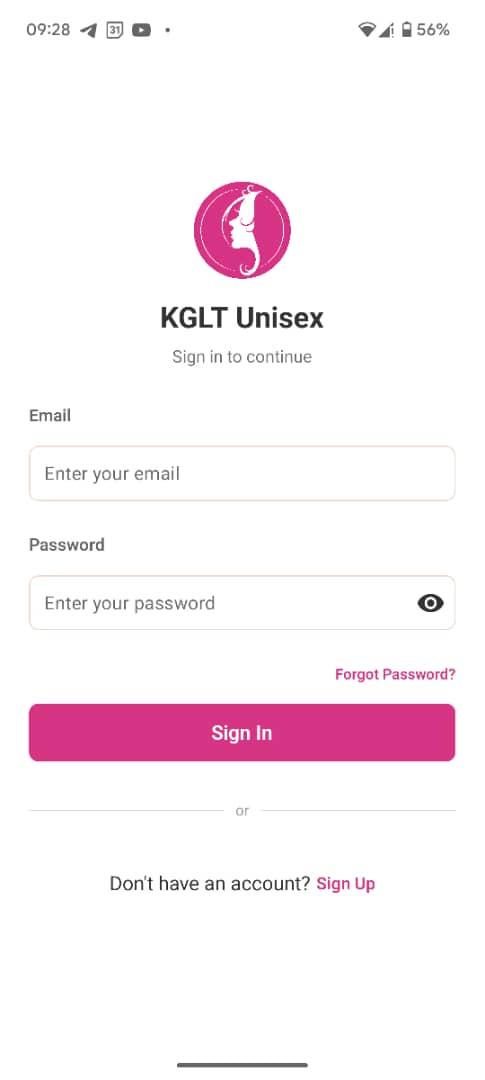 09:28 31 56%
KGLT Unisex
Sign in to continue
Email
Enter your email
Password
Enter your password
Forgot Password?
Sign In
or
Don't have an account? Sign Up